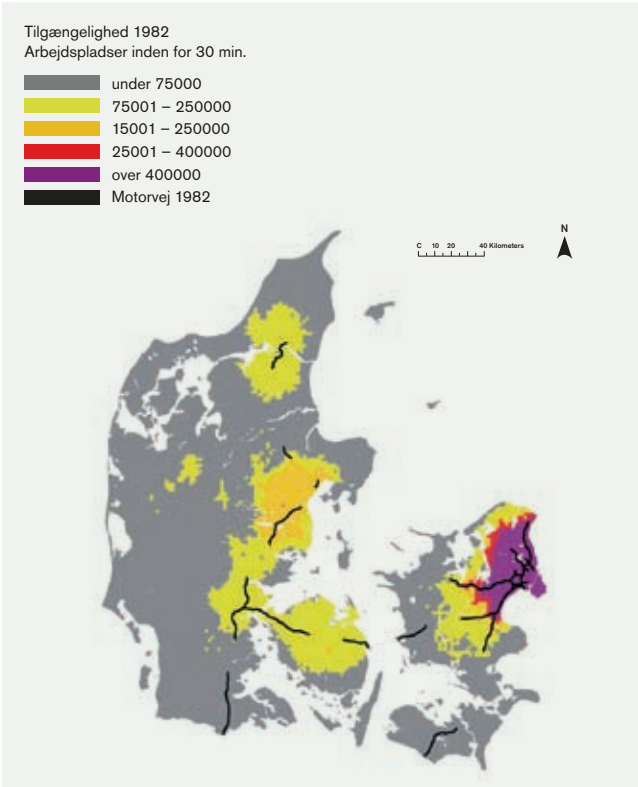 Tilgængelighed 1982
Arbejdspladser inden for 30 min.
under 75000
75001 – 250000
15001 – 250000
25001 – 400000
over 400000
Motorvej 1982
N
C 10 20 40 Kilometers